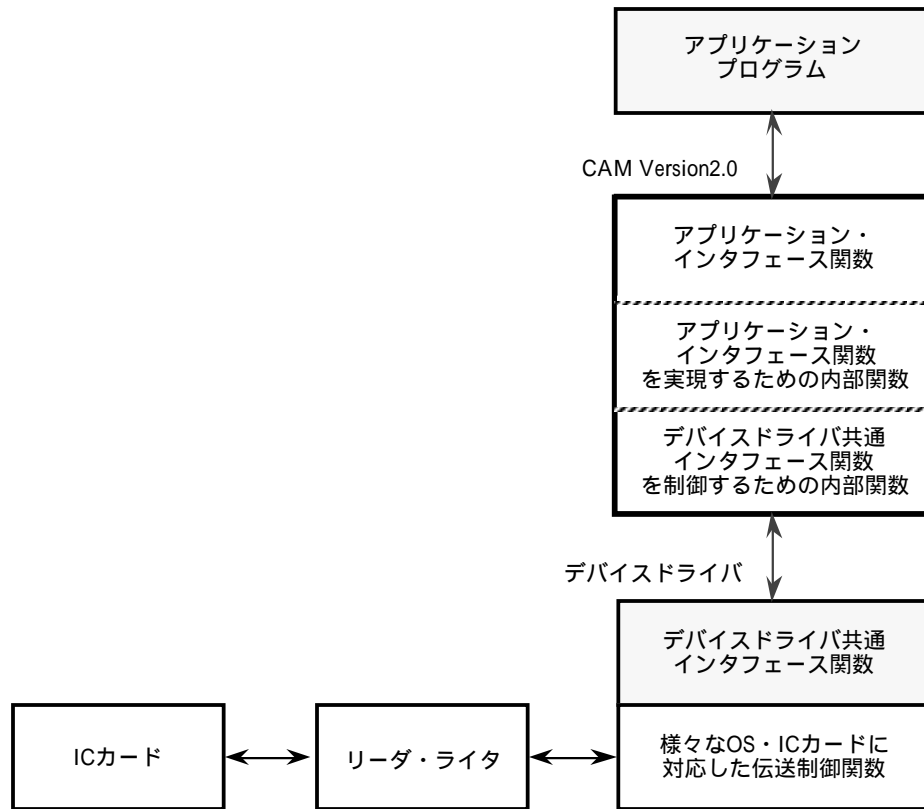 アプリケーション
プログラム
CAM Version2.0
アプリケーション・
インタフェース関数
アプリケーション・
インタフェース関数
を実現するための内部関数
デバイスドライバ共通
インタフェース関数
を制御するための内部関数
デバイスドライバ
デバイスドライバ共通
インタフェース関数
ICカード
リーダ・ライタ
様々なOS・ICカードに
対応した伝送制御関数